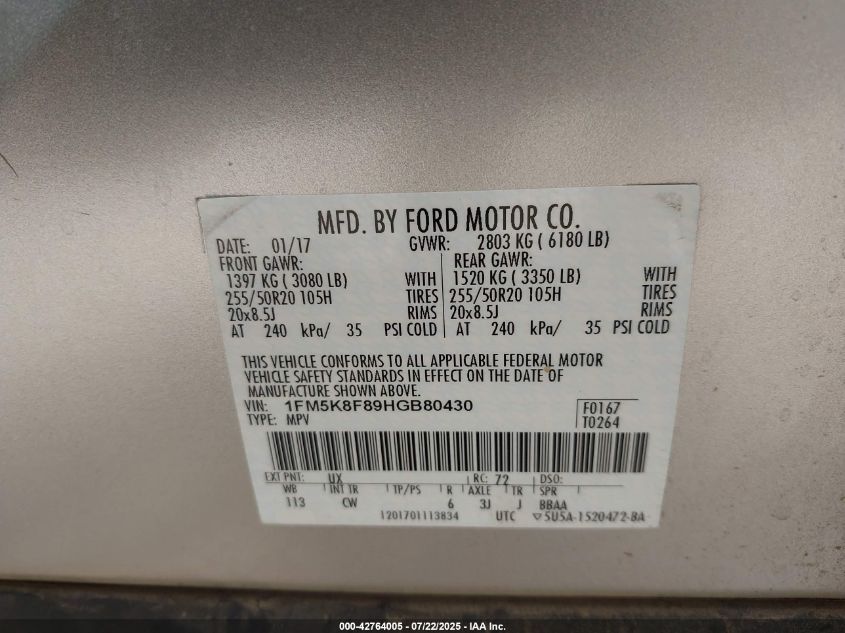 MFD. BY FORD MOTOR CO.
DATE: 01/17 GVWR: 2803 KG ( 6180 LB)
FRONT GAWR: REAR GAWR:
1397 KG ( 3080 LB) WITH 1520 KG ( 3350 LB) WITH
255/50R20 105H TIRES 255/50R20 105H TIRES
20x8.5J RIMS 20x8.5J RIMS
AT 240 kPa/ 35 PSI COLD AT 240 kPa/ 35 PSI COLD
THIS VEHICLE CONFORMS TO ALL APPLICABLE FEDERAL MOTOR
VEHICLE SAFETY STANDARDS IN EFFECT ON THE DATE OF
MANUFACTURE SHOWN ABOVE.
VIN: 1FM5K8F89HGB80430 F0167
TYPE: MPV T0264
EXT PNT: UX RC: 72 DSO:
WB INT TR TP/PS R AXLE TR SPR
113 CW 6 3J J BBAA
1201701113834 UTC ▽5U5A-1520472-BA
000-42764005 - 07/22/2025 - IAA Inc.